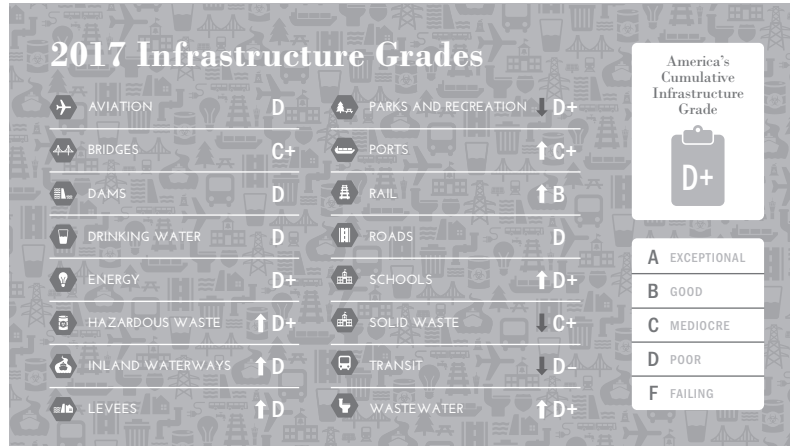 2017 Infrastructure Grades
AVIATION D
BRIDGES C+
DAMS D
DRINKING WATER D
ENERGY D+
HAZARDOUS WASTE ⬆ D+
INLAND WATERWAYS ⬆ D
LEVEES ⬆ D
PARKS AND RECREATION ⬇ D+
PORTS ⬆ C+
RAIL ⬆ B
ROADS D
SCHOOLS ⬆ D+
SOLID WASTE ⬇ C+
TRANSIT ⬇ D–
WASTEWATER ⬆ D+
America's
Cumulative
Infrastructure
Grade
D+
A EXCEPTIONAL
B GOOD
C MEDIOCRE
D POOR
F FAILING